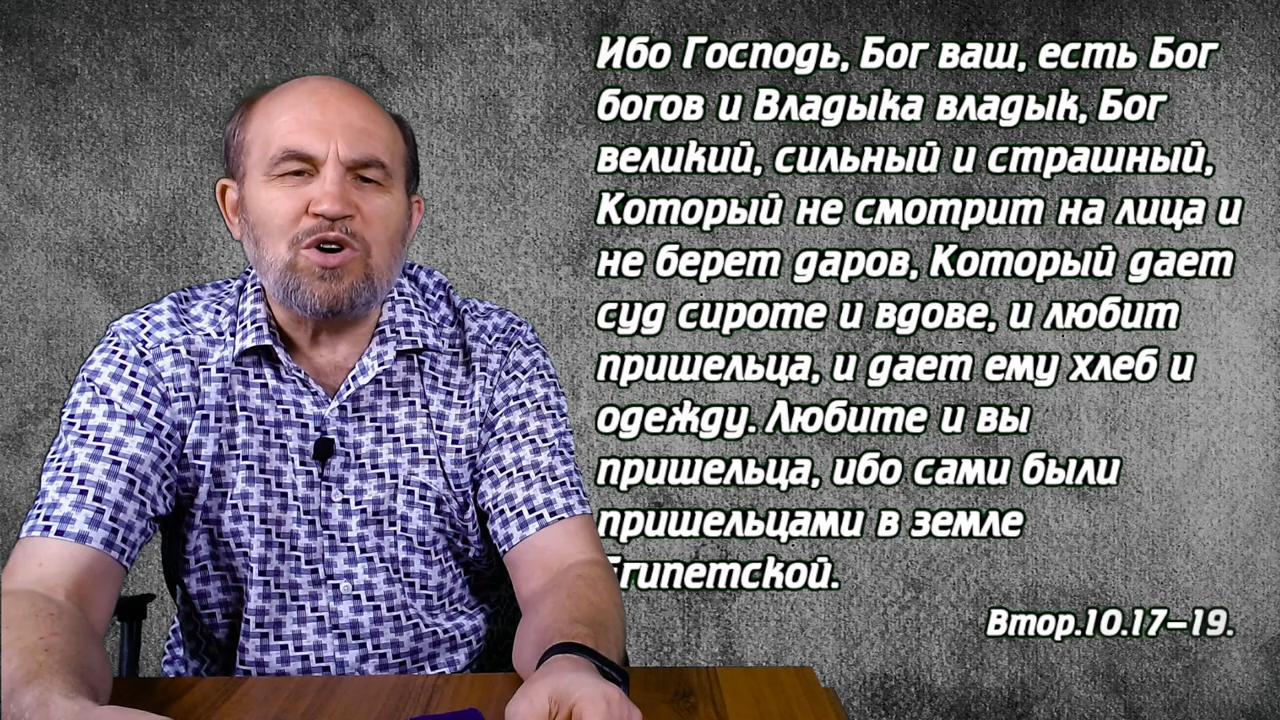 Ибо Господь, Бог ваш, есть Бог
богов и Владыка владык, Бог
великий, сильный и страшный,
Который не смотрит на лица и
не берет даров, Который дает
суд сироте и вдове, и любит
пришельца, и дает ему хлеб и
одежду. Любите и вы
пришельца, ибо сами были
пришельцами в земле
Египетской.
Втор.10.17–19.